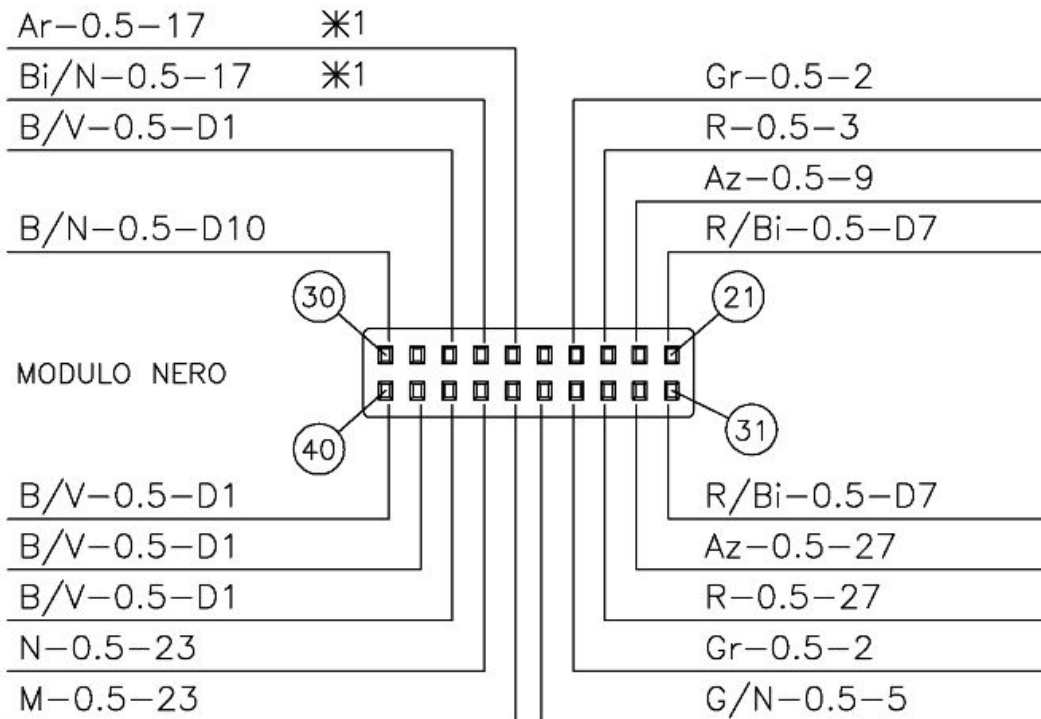 Ar-0.5-17 ✳1
Bi/N-0.5-17 ✳1
B/V-0.5-D1
B/N-0.5-D10
Gr-0.5-2
R-0.5-3
Az-0.5-9
R/Bi-0.5-D7
30
21
MODULO NERO
40
31
B/V-0.5-D1
B/V-0.5-D1
B/V-0.5-D1
N-0.5-23
M-0.5-23
R/Bi-0.5-D7
Az-0.5-27
R-0.5-27
Gr-0.5-2
G/N-0.5-5